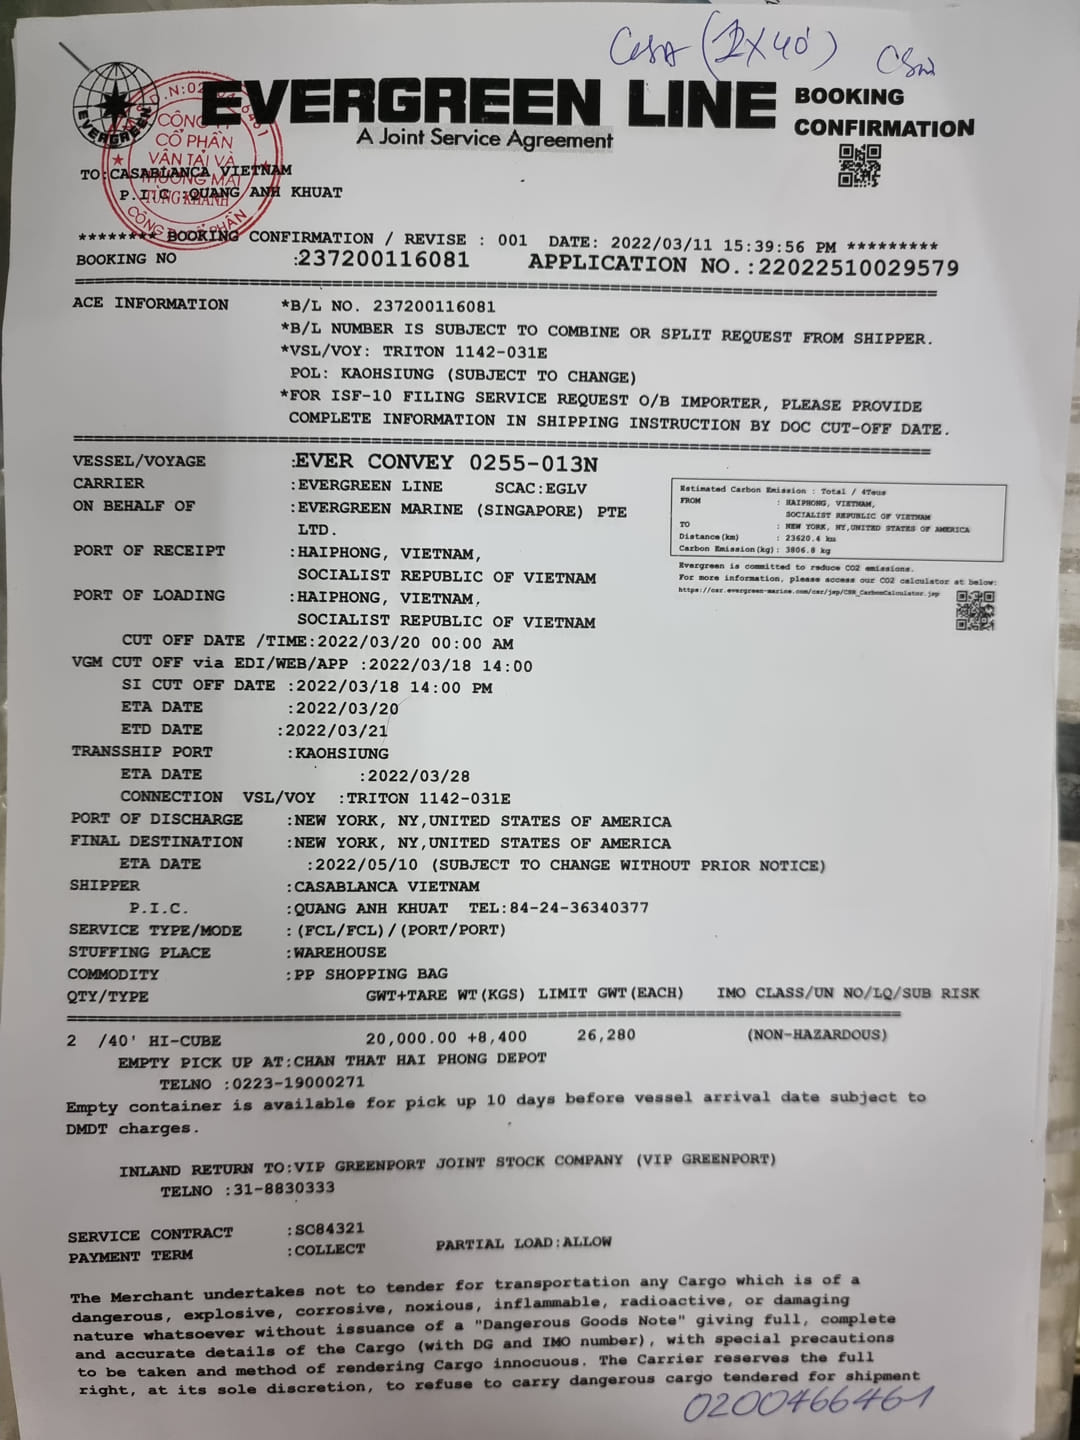 (2X40')
EVERGREEN LINE
BOOKING CONFIRMATION
A Joint Service Agreement
EVERGREEN
CÔNG TY
CỔ PHẦN
VẬN TẢI VÀ
THƯƠNG MẠI
TÙNG KHÁNH
TO:CASABLANCA VIETNAM
P.I.C :QUANG ANH KHUAT
******** BOOKING CONFIRMATION / REVISE : 001 DATE: 2022/03/11 15:39:56 PM *********
BOOKING NO :237200116081 APPLICATION NO.:22022510029579
ACE INFORMATION *B/L NO. 237200116081
*B/L NUMBER IS SUBJECT TO COMBINE OR SPLIT REQUEST FROM SHIPPER.
*VSL/VOY: TRITON 1142-031E
POL: KAOHSIUNG (SUBJECT TO CHANGE)
*FOR ISF-10 FILING SERVICE REQUEST O/B IMPORTER, PLEASE PROVIDE
COMPLETE INFORMATION IN SHIPPING INSTRUCTION BY DOC CUT-OFF DATE.
VESSEL/VOYAGE :EVER CONVEY 0255-013N
CARRIER :EVERGREEN LINE SCAC:EGLV
ON BEHALF OF :EVERGREEN MARINE (SINGAPORE) PTE
LTD.
PORT OF RECEIPT :HAIPHONG, VIETNAM,
SOCIALIST REPUBLIC OF VIETNAM
PORT OF LOADING :HAIPHONG, VIETNAM,
SOCIALIST REPUBLIC OF VIETNAM
Estimated Carbon Emission : Total / 4Teus
FROM : HAIPHONG, VIETNAM,
SOCIALIST REPUBLIC OF VIETNAM
TO : NEW YORK, NY,UNITED STATES OF AMERICA
Distance(km) : 23620.4 km
Carbon Emission(kg): 3806.8 kg
Evergreen is committed to reduce CO2 emissions.
For more information, please access our CO2 calculator at below:
https://csr.evergreen-marine.com/csr/jsp/CSR_CarbonCalculator.jsp
CUT OFF DATE /TIME:2022/03/20 00:00 AM
VGM CUT OFF via EDI/WEB/APP :2022/03/18 14:00
SI CUT OFF DATE :2022/03/18 14:00 PM
ETA DATE :2022/03/20
ETD DATE :2022/03/21
TRANSSHIP PORT :KAOHSIUNG
ETA DATE :2022/03/28
CONNECTION VSL/VOY :TRITON 1142-031E
PORT OF DISCHARGE :NEW YORK, NY,UNITED STATES OF AMERICA
FINAL DESTINATION :NEW YORK, NY,UNITED STATES OF AMERICA
ETA DATE :2022/05/10 (SUBJECT TO CHANGE WITHOUT PRIOR NOTICE)
SHIPPER :CASABLANCA VIETNAM
P.I.C. :QUANG ANH KHUAT TEL:84-24-36340377
SERVICE TYPE/MODE :(FCL/FCL)/(PORT/PORT)
STUFFING PLACE :WAREHOUSE
COMMODITY :PP SHOPPING BAG
QTY/TYPE GWT+TARE WT(KGS) LIMIT GWT(EACH) IMO CLASS/UN NO/LQ/SUB RISK
2 /40' HI-CUBE 20,000.00 +8,400 26,280 (NON-HAZARDOUS)
EMPTY PICK UP AT:CHAN THAT HAI PHONG DEPOT
TELNO :0223-19000271
Empty container is available for pick up 10 days before vessel arrival date subject to
DMDT charges.
INLAND RETURN TO:VIP GREENPORT JOINT STOCK COMPANY (VIP GREENPORT)
TELNO :31-8830333
SERVICE CONTRACT :SC84321
PAYMENT TERM :COLLECT PARTIAL LOAD:ALLOW
The Merchant undertakes not to tender for transportation any Cargo which is of a
dangerous, explosive, corrosive, noxious, inflammable, radioactive, or damaging
nature whatsoever without issuance of a "Dangerous Goods Note" giving full, complete
and accurate details of the Cargo (with DG and IMO number), with special precautions
to be taken and method of rendering Cargo innocuous. The Carrier reserves the full
right, at its sole discretion, to refuse to carry dangerous cargo tendered for shipment
0200466461